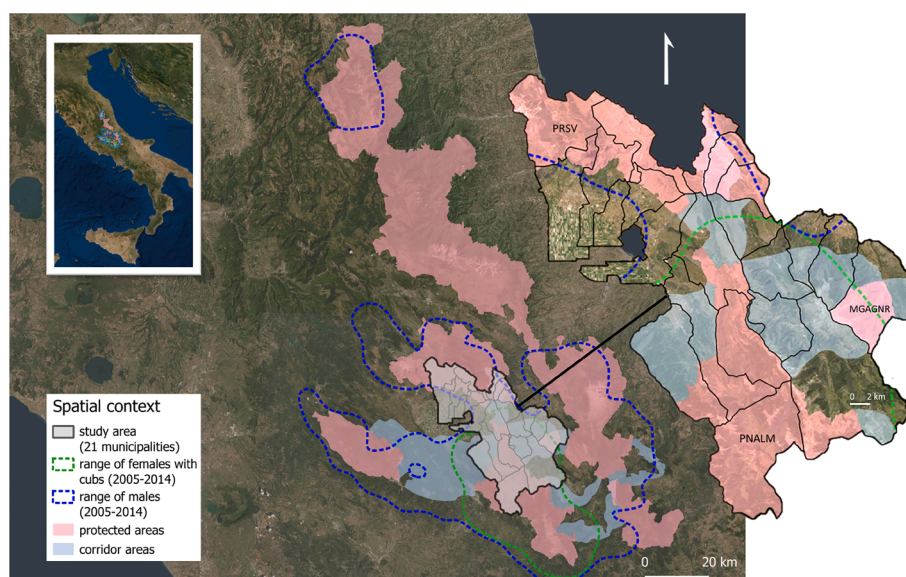 PRSV
MGAGNR
0 2 km
PNALM
Spatial context
study area
(21 municipalities)
range of females with
cubs (2005-2014)
range of males
(2005-2014)
protected areas
corridor areas
0 20 km